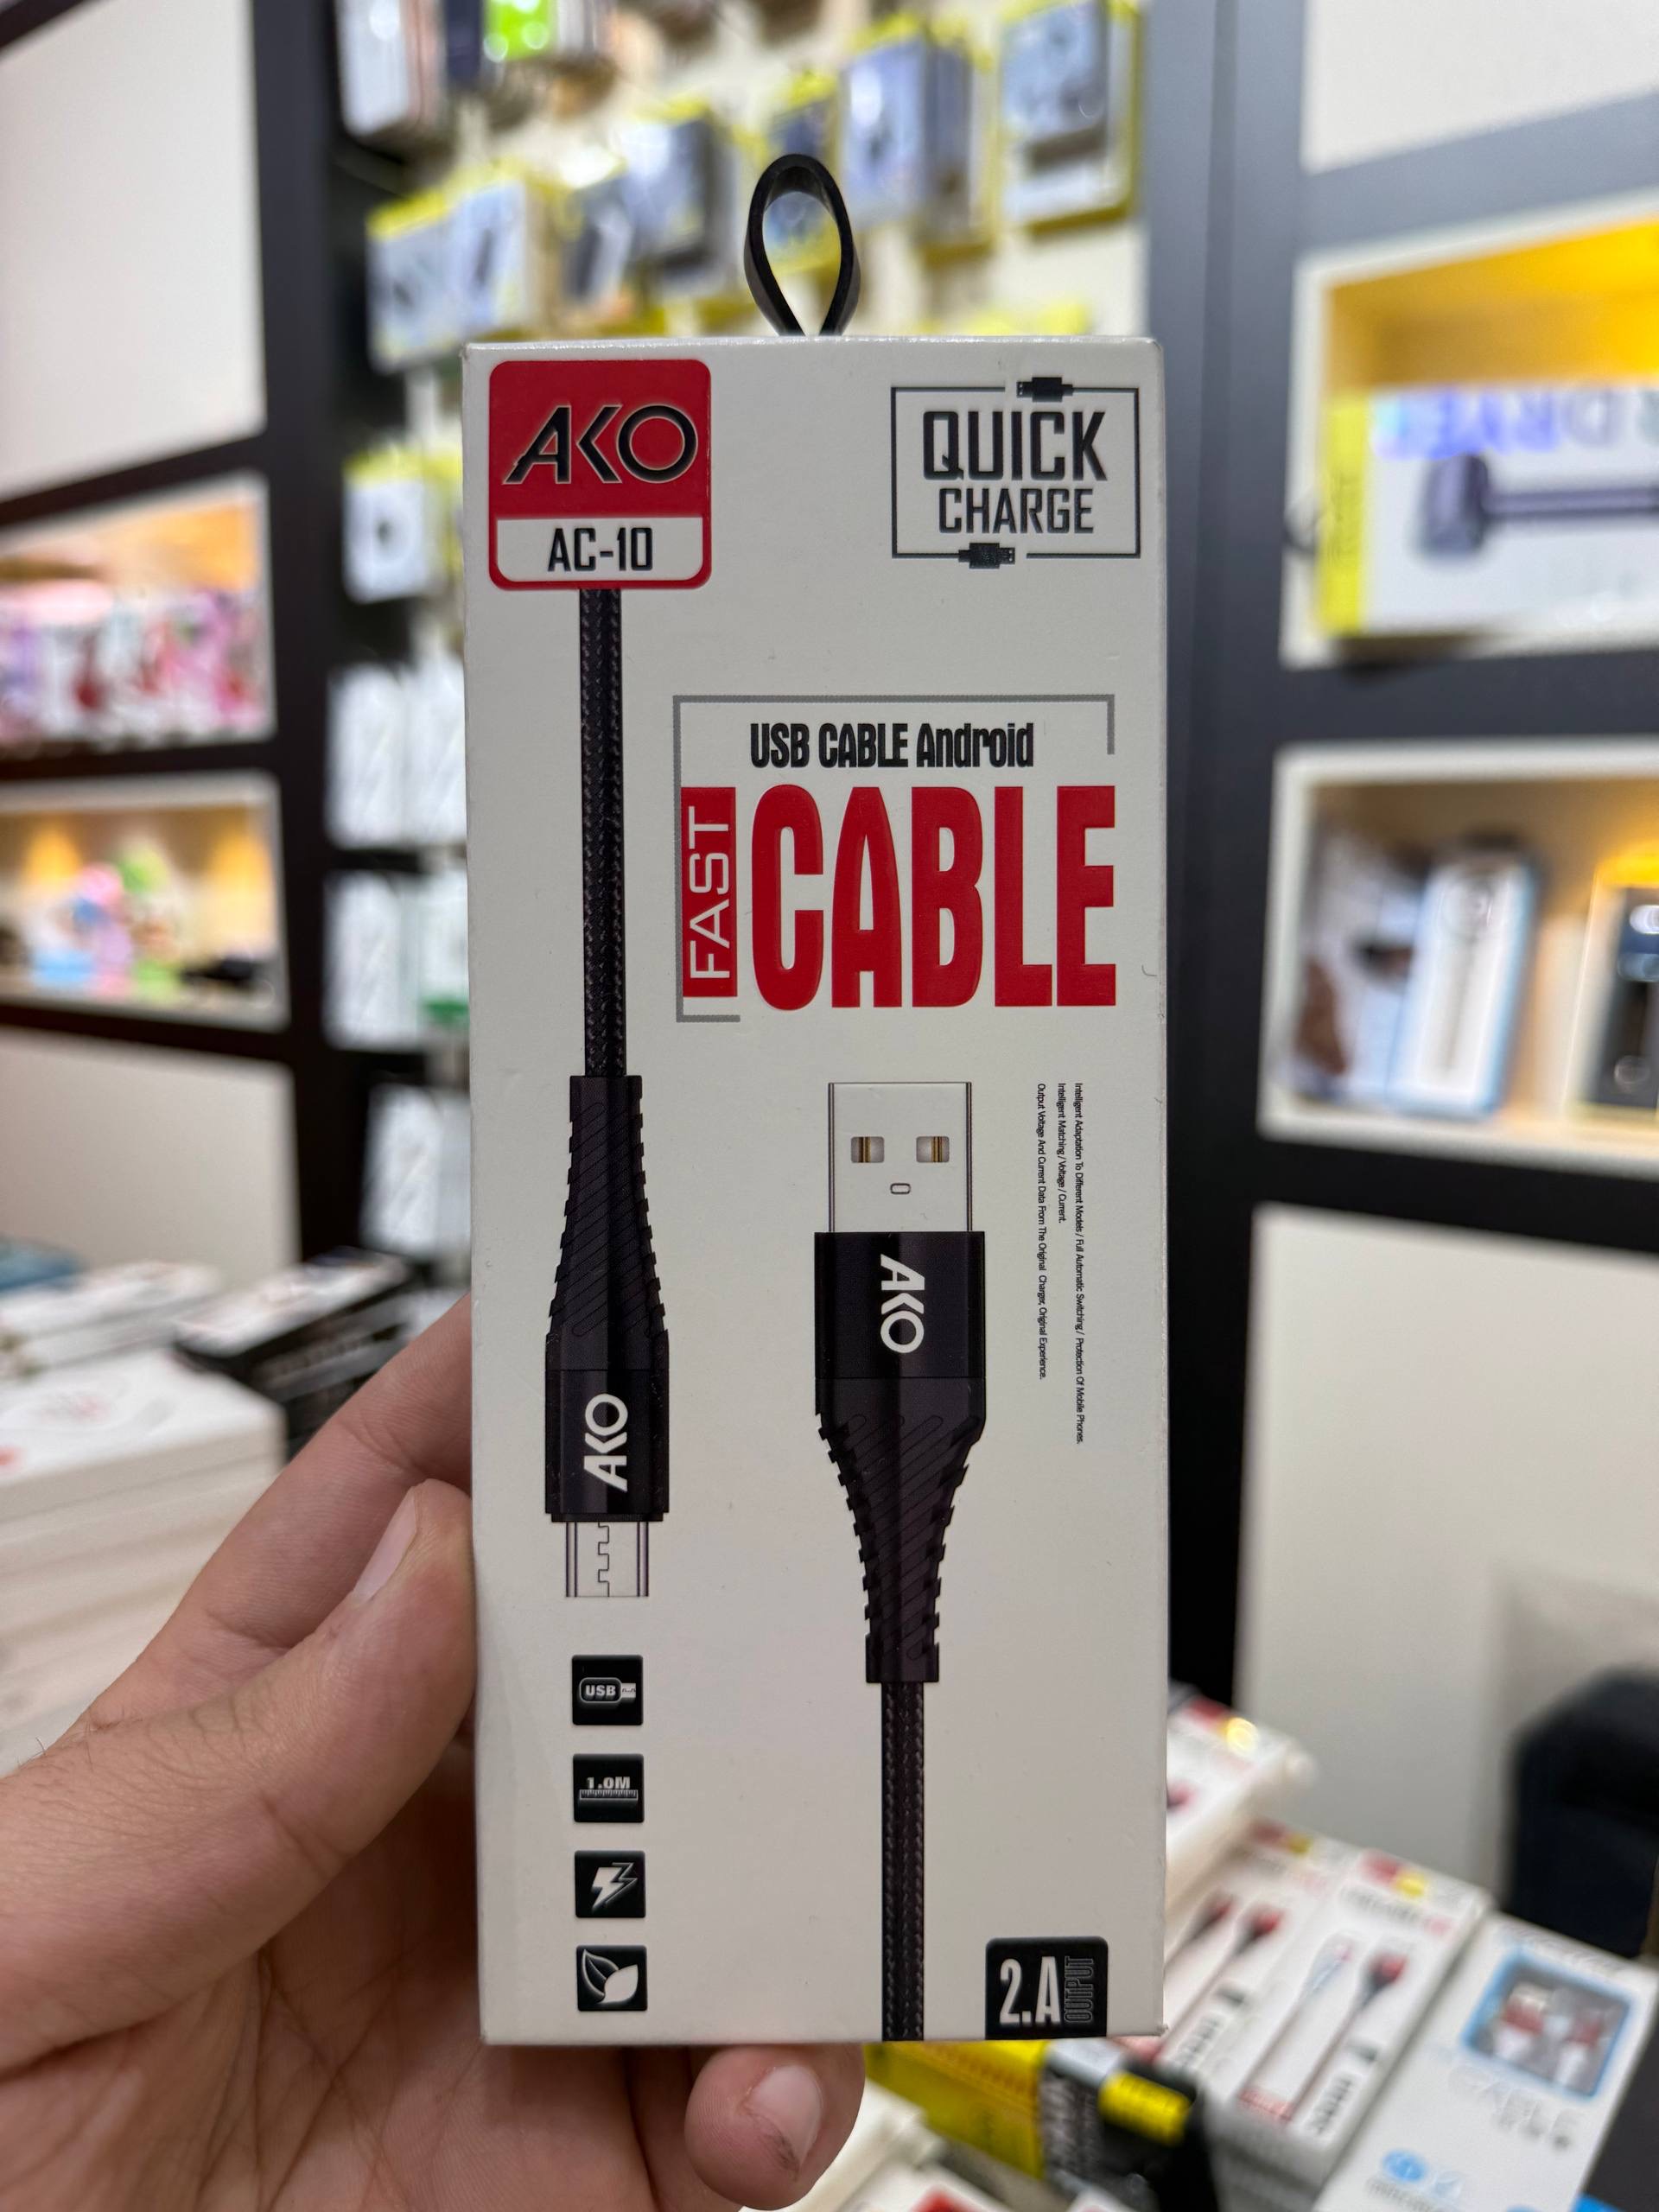 AKO
AC-10
QUICK
CHARGE
USB CABLE Android
FAST
CABLE
Intelligent Adaptation To Different Models / Full Automatic Switching / Protection Of Mobile Phones.
Intelligent Matching / Voltage / Current.
Output Voltage And Current Data From The Original Charger, Original Experience.
AKO
AKO
USB
1.0M
2.A
OUTPUT